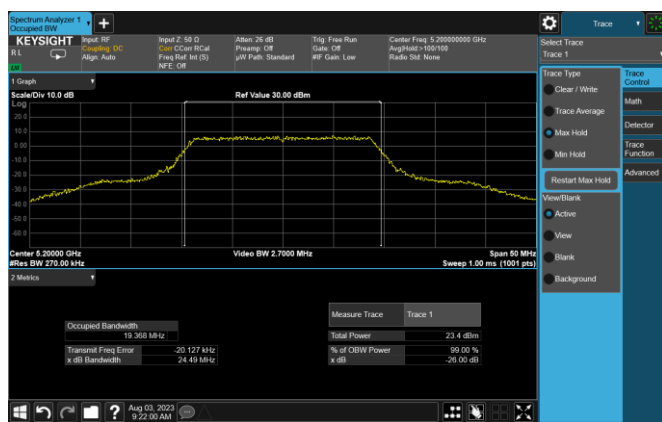 Spectrum Analyzer 1
Occupied BW
Trace
KEYSIGHT
Input: RF
Input Z: 50 Ω
Atten: 26 dB
Trig: Free Run
Center Freq: 5.200000000 GHz
Select Trace
Coupling: DC
Corr CCorr RCal
Preamp: Off
Gate: Off
Avg|Hold:>100/100
Trace 1
R L
Align: Auto
Freq Ref: Int (S)
µW Path: Standard
#IF Gain: Low
Radio Std: None
NFE: Off
1 Graph
Scale/Div 10.0 dB
Ref Value 30.00 dBm
Log
20.0
10.0
0.00
-10.0
-20.0
-30.0
-40.0
-50.0
-60.0
Center 5.20000 GHz
Video BW 2.7000 MHz
Span 50 MHz
#Res BW 270.00 kHz
Sweep 1.00 ms (1001 pts)
2 Metrics
Measure Trace
Trace 1
Occupied Bandwidth
19.368 MHz
Total Power
23.4 dBm
Transmit Freq Error
-20.127 kHz
% of OBW Power
99.00 %
x dB Bandwidth
24.49 MHz
x dB
-26.00 dB
Trace Type
Clear / Write
Trace Average
Max Hold
Min Hold
Restart Max Hold
View/Blank
Active
View
Blank
Background
Trace
Control
Math
Detector
Trace
Function
Advanced
?
Aug 03, 2023
9:22:00 AM